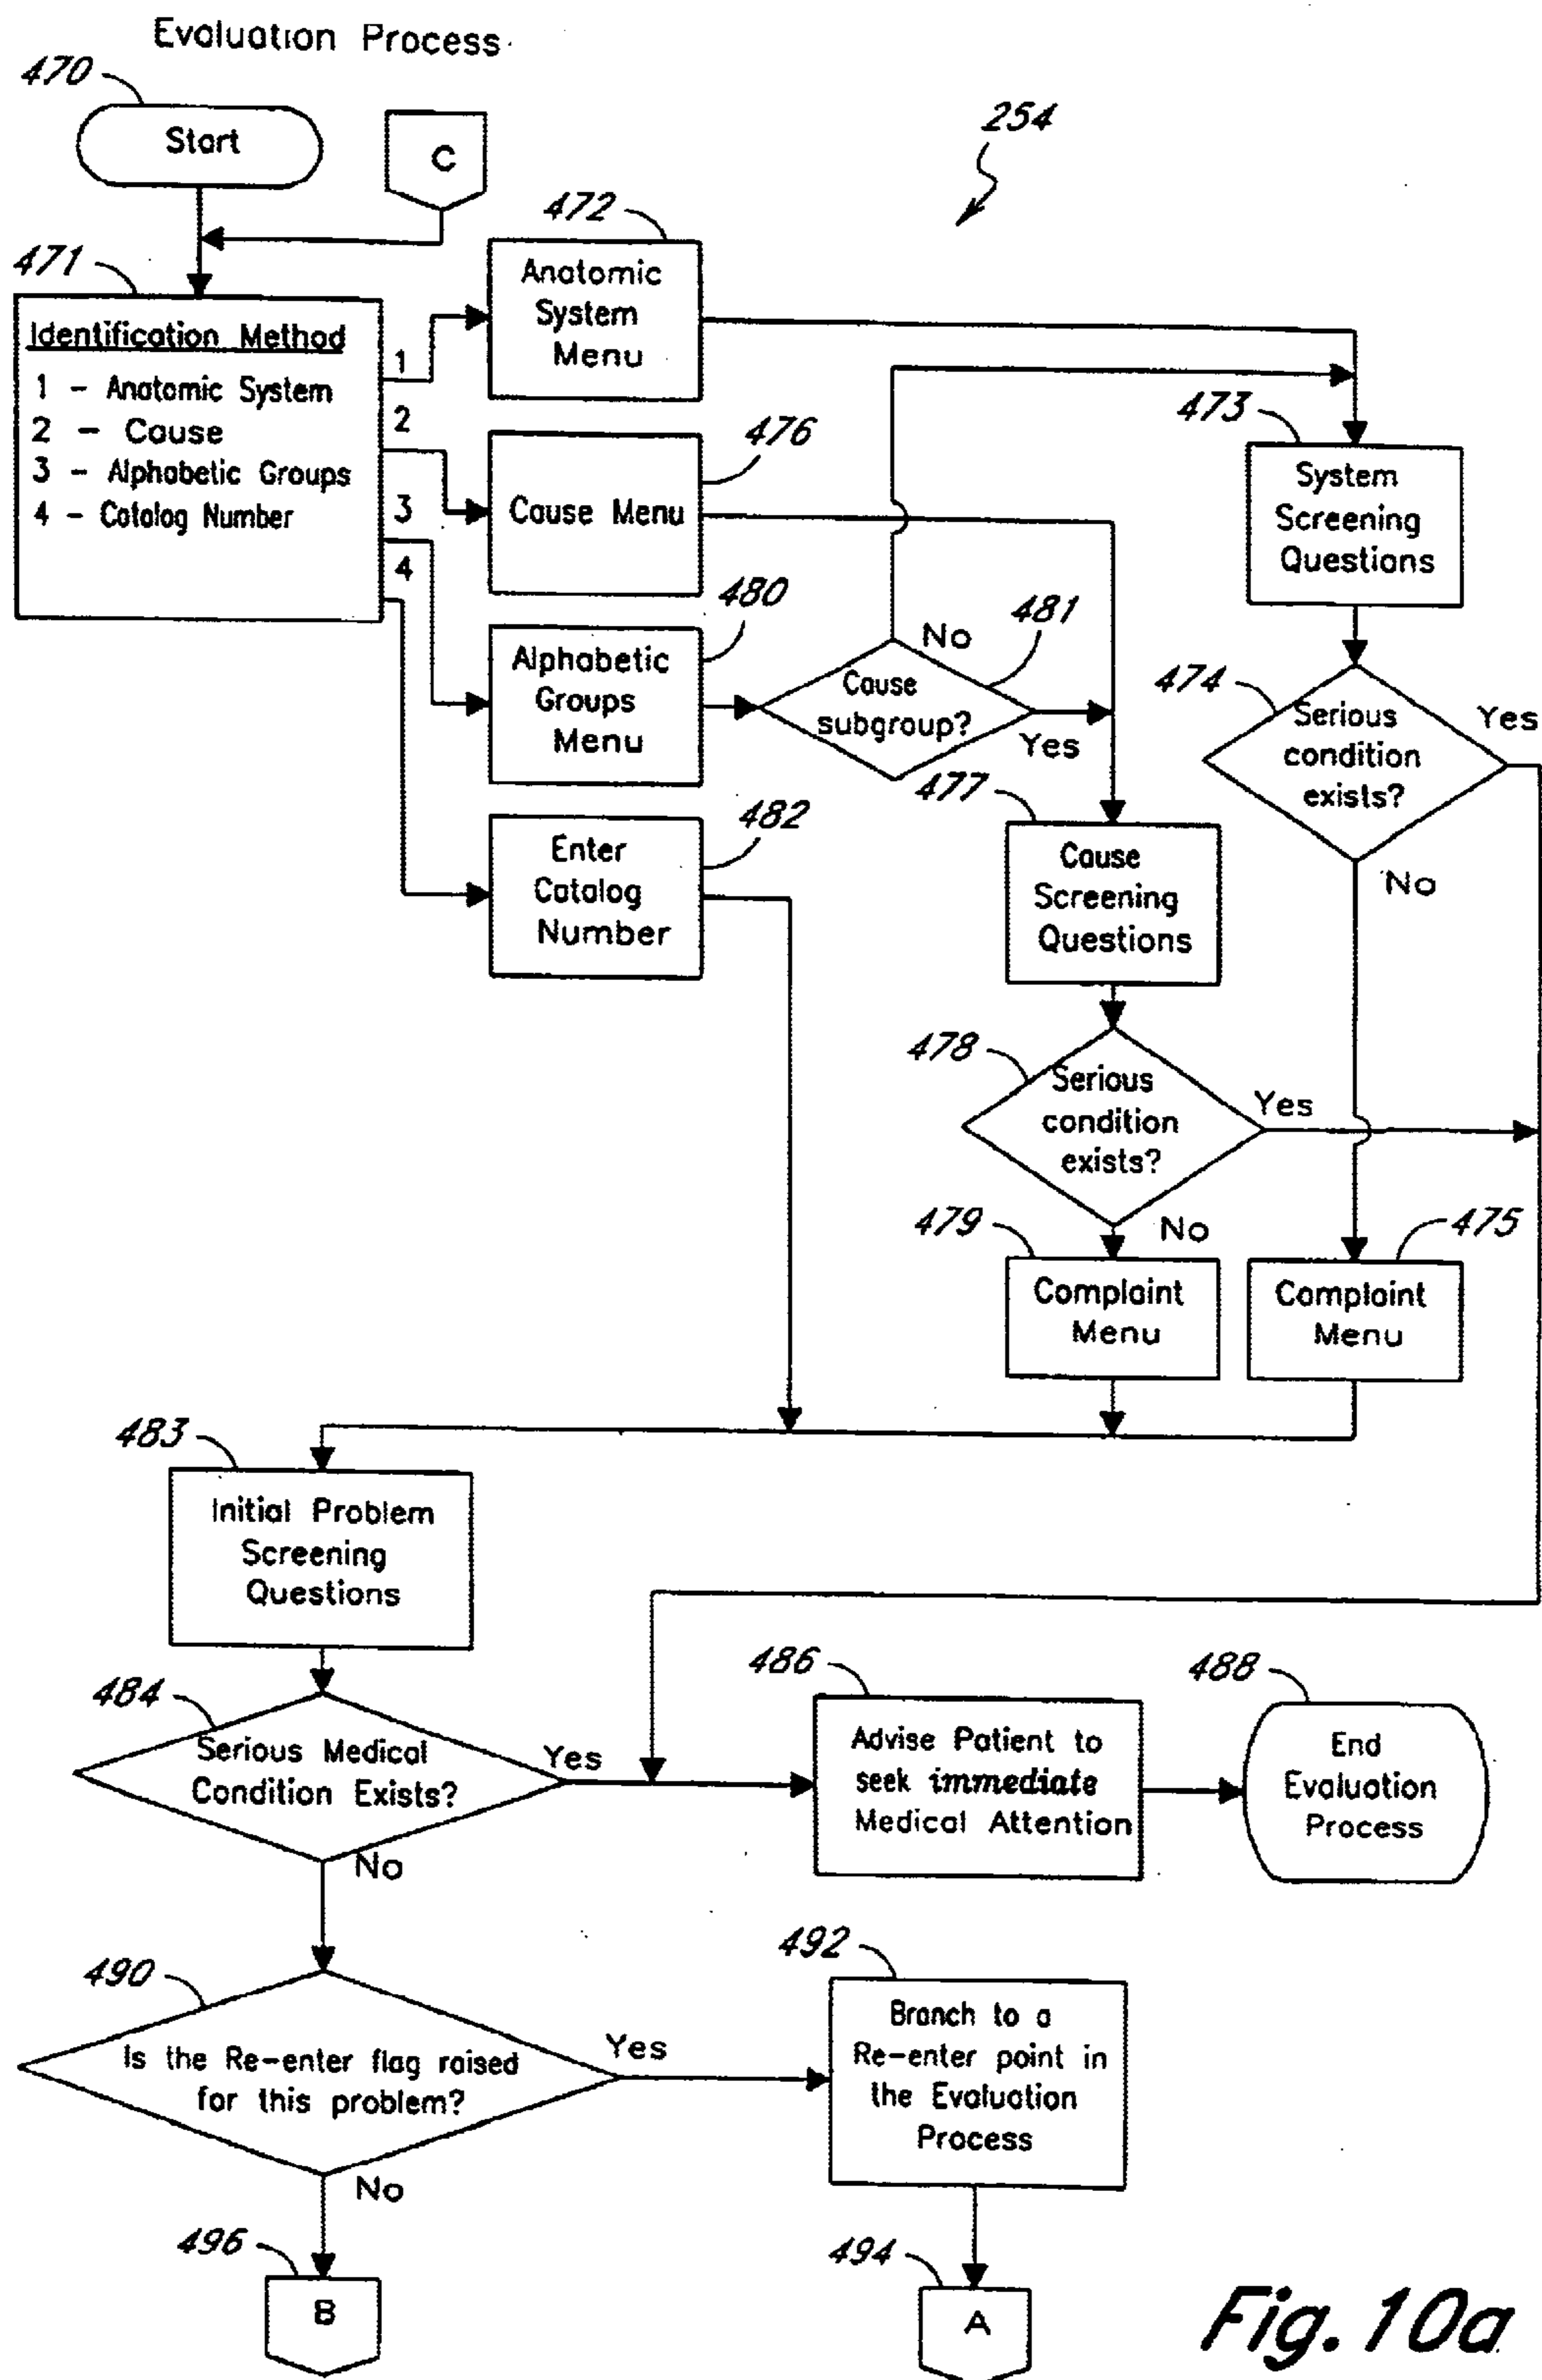 Evaluation Process
470
Start
C
254
471
Identification Method
1 - Anatomic System
2 - Cause
3 - Alphabetic Groups
4 - Catalog Number
1
2
3
4
472
Anatomic
System
Menu
476
Cause Menu
480
Alphabetic
Groups
Menu
481
Cause
subgroup?
No
Yes
482
Enter
Catalog
Number
473
System
Screening
Questions
474
Serious
condition
exists?
Yes
No
477
Cause
Screening
Questions
478
Serious
condition
exists?
Yes
No
479
Complaint
Menu
475
Complaint
Menu
483
Initial Problem
Screening
Questions
484
Serious Medical
Condition Exists?
Yes
No
486
Advise Patient to
seek immediate
Medical Attention
488
End
Evaluation
Process
490
Is the Re-enter flag raised
for this problem?
Yes
No
492
Branch to a
Re-enter point in
the Evaluation
Process
496
B
494
A
Fig. 10a